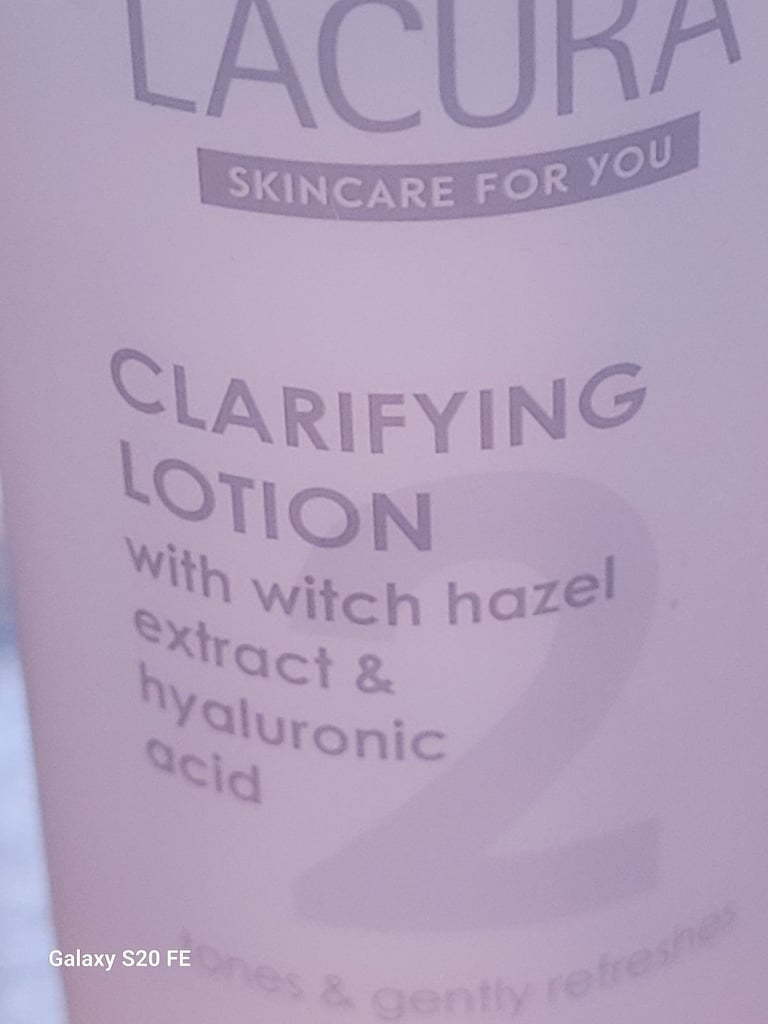 LACURA
SKINCARE FOR YOU
CLARIFYING
LOTION
with witch hazel
extract &
hyaluronic
acid
2
tones & gently refreshes
Galaxy S20 FE